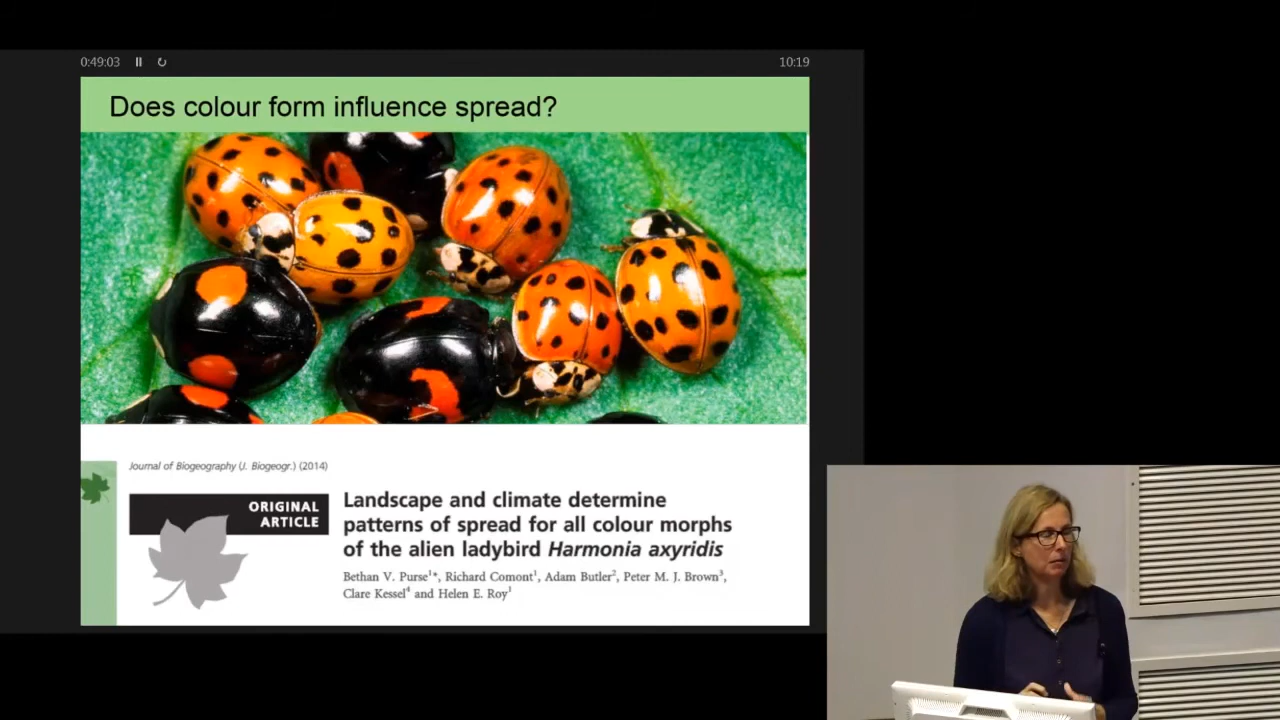 0:49:03
10:19
Does colour form influence spread?
Journal of Biogeography (J. Biogeogr.) (2014)
ORIGINAL
ARTICLE
Landscape and climate determine
patterns of spread for all colour morphs
of the alien ladybird Harmonia axyridis
Bethan V. Purse¹*, Richard Comont¹, Adam Butler², Peter M. J. Brown³,
Clare Kessel⁴ and Helen E. Roy¹